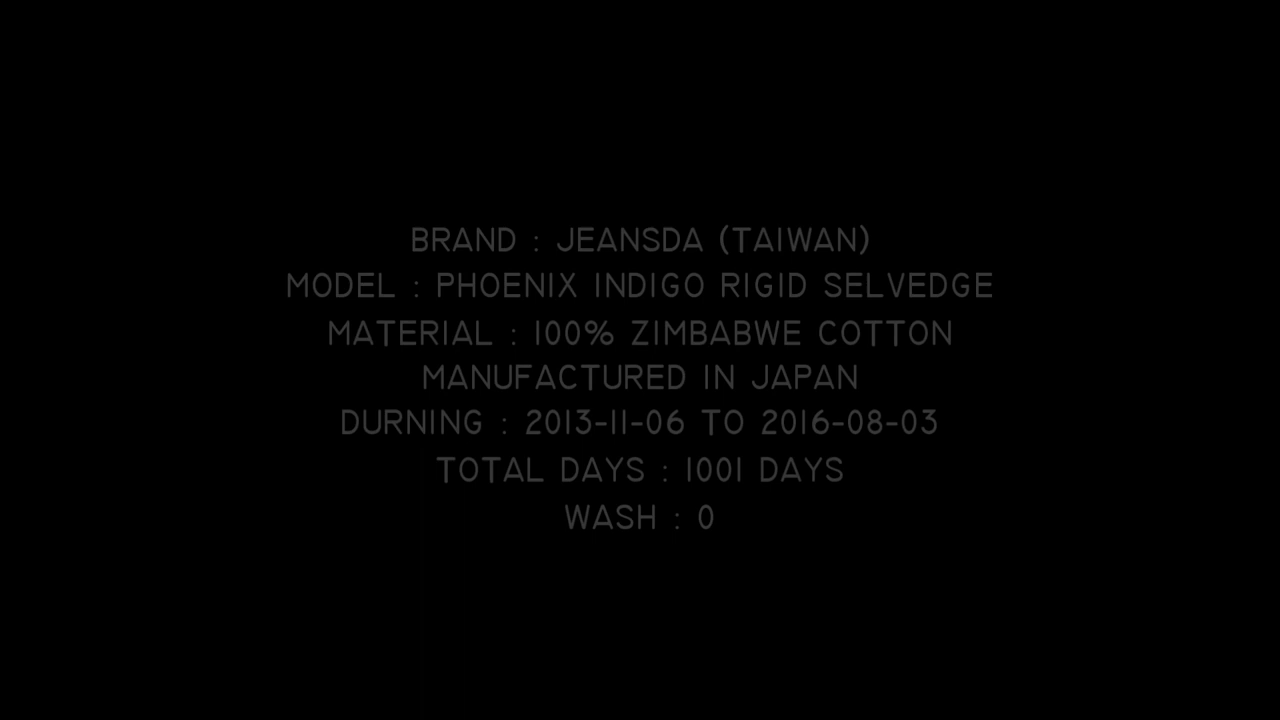 BRAND : JEANSDA (TAIWAN)
MODEL : PHOENIX INDIGO RIGID SELVEDGE
MATERIAL : 100% ZIMBABWE COTTON
MANUFACTURED IN JAPAN
DURNING : 2013-11-06 TO 2016-08-03
TOTAL DAYS : 1001 DAYS
WASH : 0